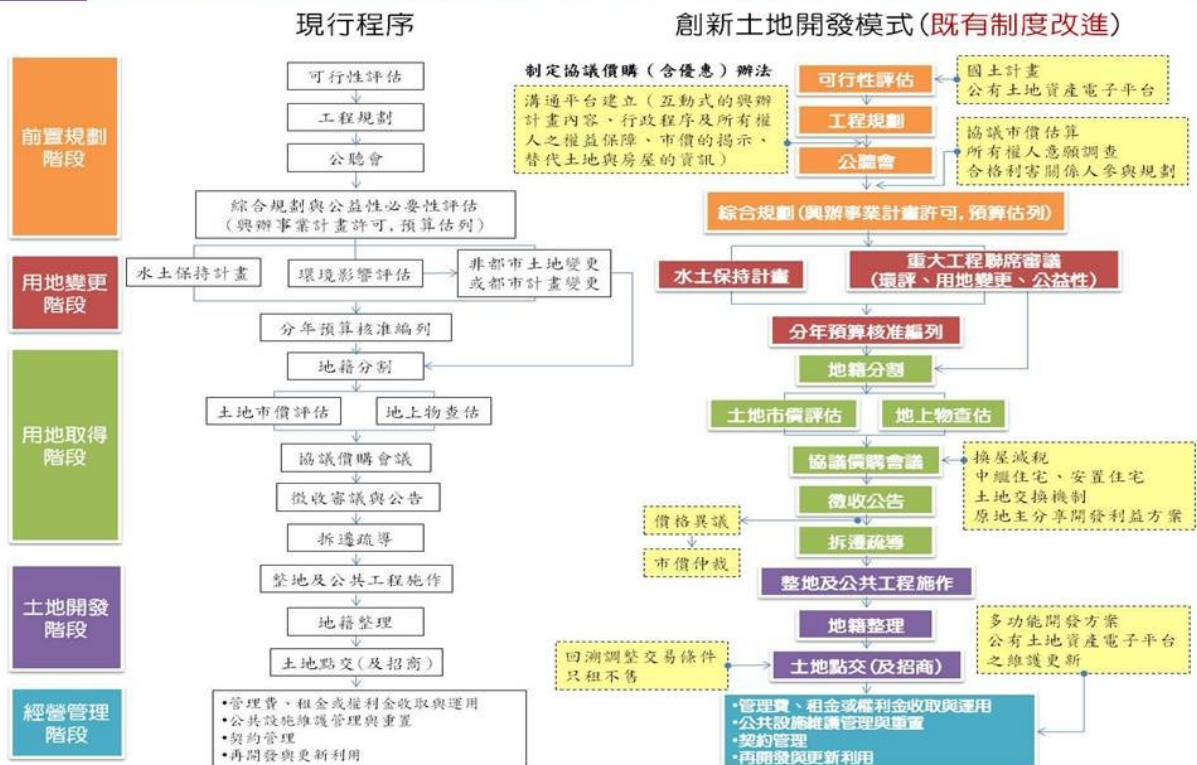 現行程序
創新土地開發模式(既有制度改進)
前置規劃
階段
用地變更
階段
用地取得
階段
土地開發
階段
經營管理
階段
可行性評估
工程規劃
公聽會
綜合規劃與公益性必要性評估
(興辦事業計畫許可,預算估列)
水土保持計畫
環境影響評估
非都市土地變更
或都市計畫變更
分年預算核准編列
地籍分割
土地市價評估
地上物查估
協議價購會議
徵收審議與公告
拆遷疏導
整地及公共工程施作
地籍整理
土地點交(及招商)
•管理費、租金或權利金收取與運用
•公共設施維護管理與重置
•契約管理
•再開發與更新利用
制定協議價購(含優惠)辦法
溝通平台建立(互動式的興辦
計畫內容、行政程序及所有權
人之權益保障、市價的揭示、
替代土地與房屋的資訊)
可行性評估
國土計畫
公有土地資產電子平台
工程規劃
公聽會
協議市價估算
所有權人意願調查
合格利害關係人參與規劃
綜合規劃(興辦事業計畫許可,預算估列)
水土保持計畫
重大工程聯席審議
(環評、用地變更、公益性)
分年預算核准編列
地籍分割
土地市價評估
地上物查估
協議價購會議
換屋減稅
中繼住宅、安置住宅
土地交換機制
原地主分享開發利益方案
徵收公告
價格異議
市價仲裁
拆遷疏導
整地及公共工程施作
地籍整理
多功能開發方案
公有土地資產電子平台
之維護更新
回溯調整交易條件
只租不售
土地點交(及招商)
•管理費、租金或權利金收取與運用
•公共設施維護管理與重置
•契約管理
•再開發與更新利用